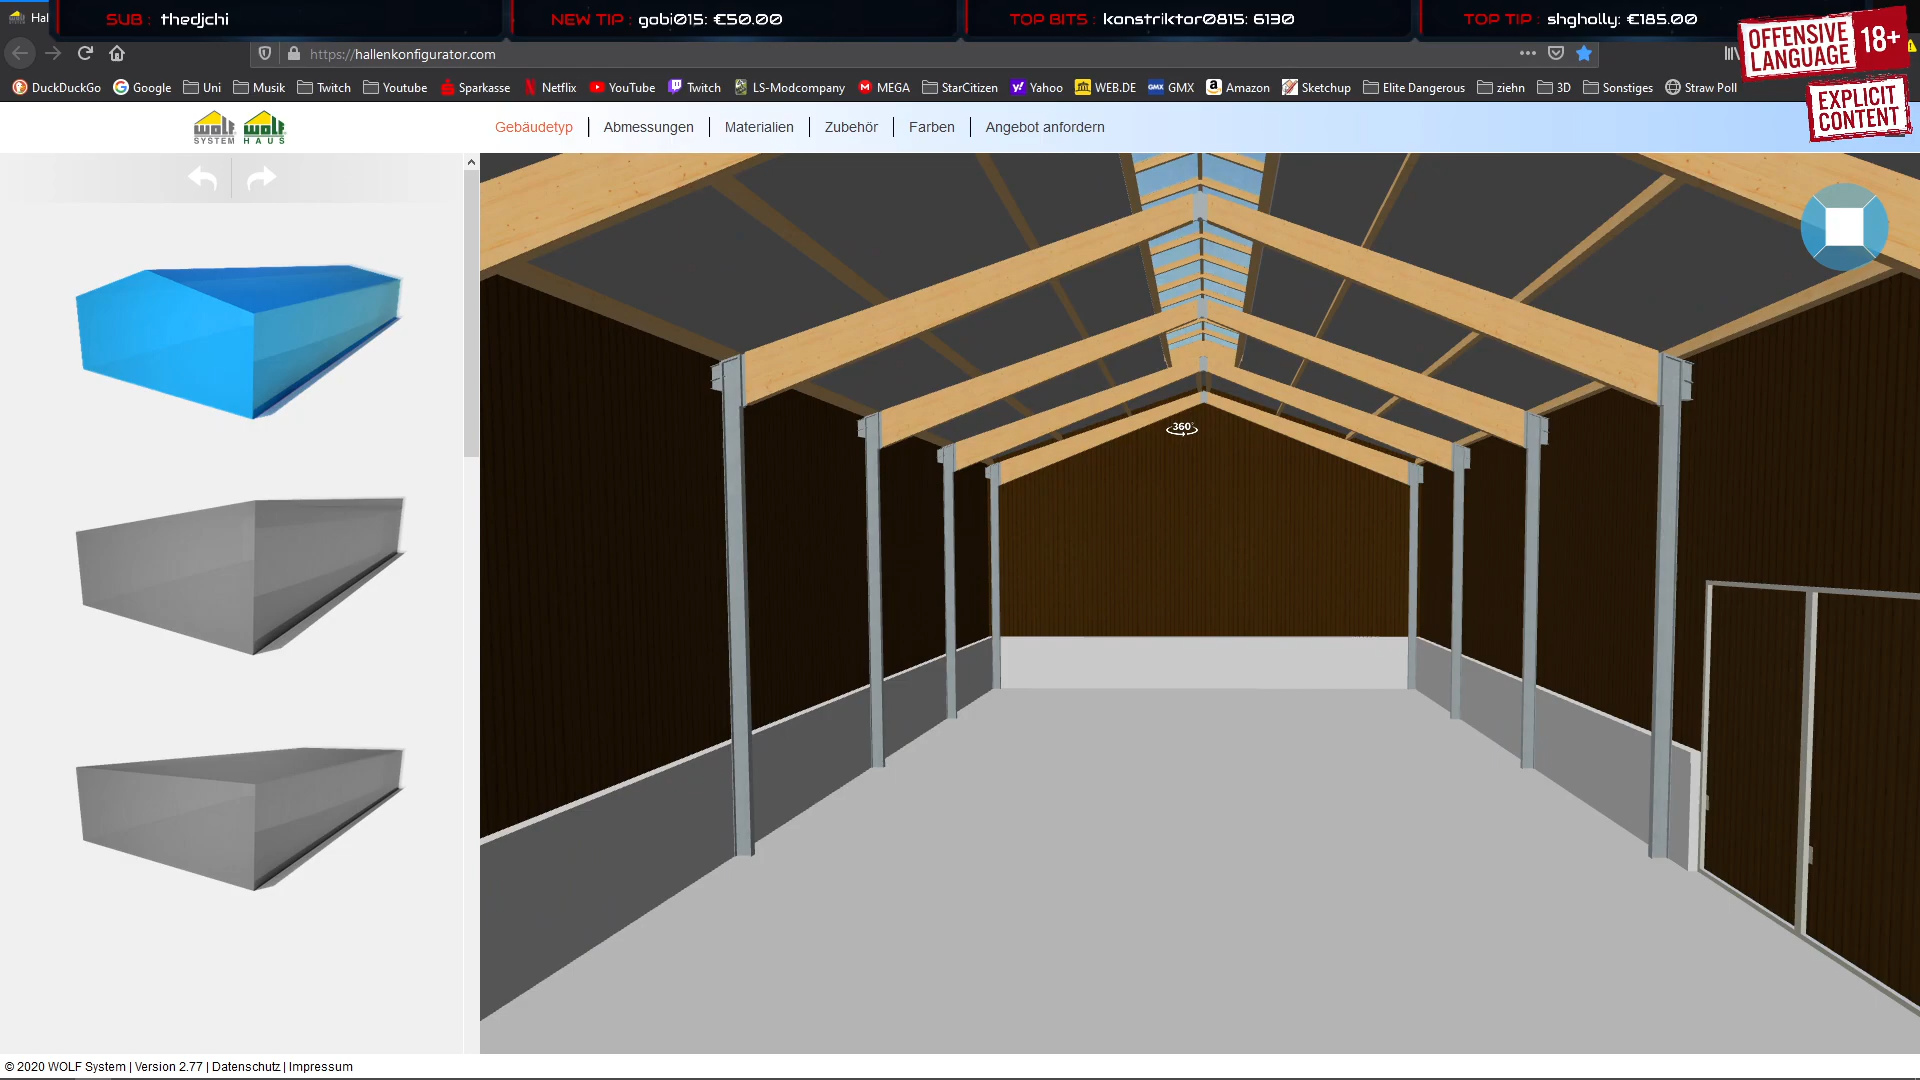 SUB : thedjchi
NEW TIP : gobi015: €50.00
TOP BITS : konstriktor0815: 6130
TOP TIP : shgholly: €185.00
OFFENSIVE LANGUAGE 18+
EXPLICIT CONTENT
Hal
https://hallenkonfigurator.com
DuckDuckGo
Google
Uni
Musik
Twitch
Youtube
Sparkasse
Netflix
YouTube
Twitch
LS-Modcompany
MEGA
StarCitizen
Yahoo
WEB.DE
GMX
Amazon
Sketchup
Elite Dangerous
ziehn
3D
Sonstiges
Straw Poll
wolf SYSTEM
wolf HAUS
Gebäudetyp
Abmessungen
Materialien
Zubehör
Farben
Angebot anfordern
360°
© 2020 WOLF System | Version 2.77 | Datenschutz | Impressum